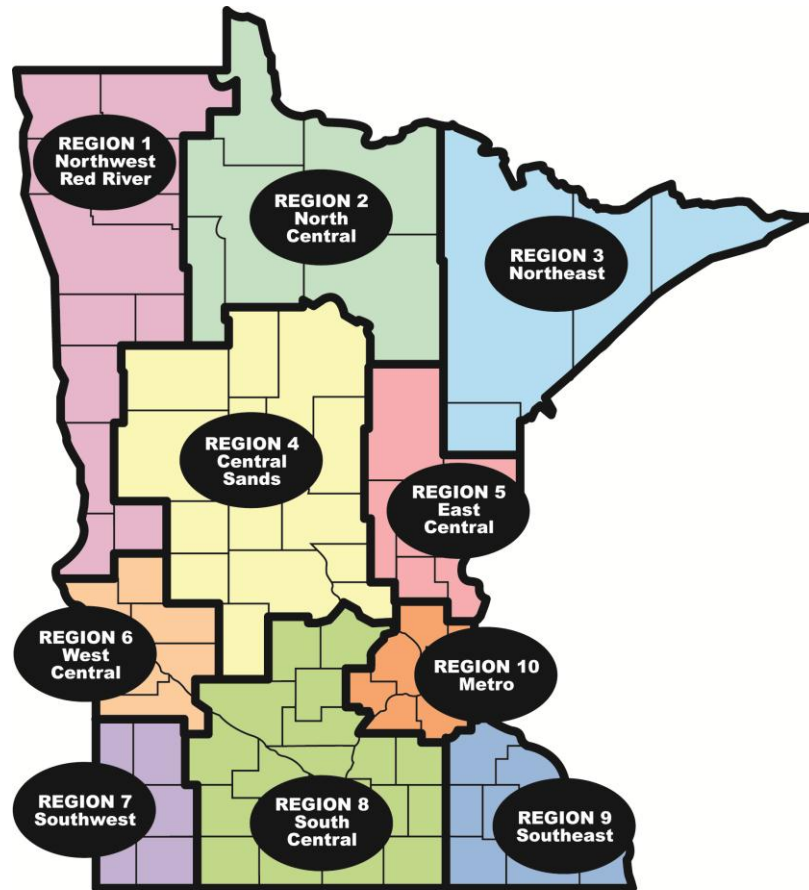 REGION 1
Northwest
Red River
REGION 2
North
Central
REGION 3
Northeast
REGION 4
Central
Sands
REGION 5
East
Central
REGION 6
West
Central
REGION 10
Metro
REGION 7
Southwest
REGION 8
South
Central
REGION 9
Southeast